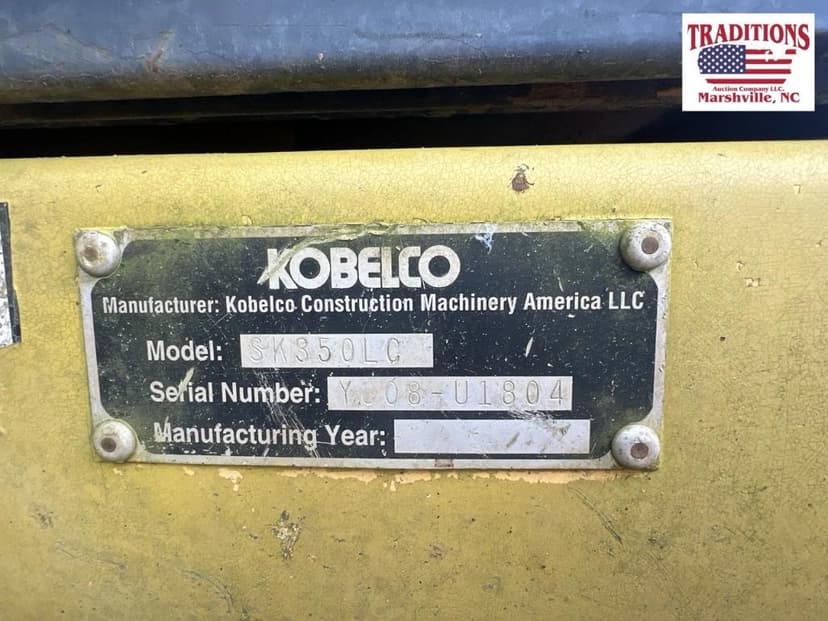 TRADITIONS
Auction Company LLC.
Marshville, NC
KOBELCO
Manufacturer: Kobelco Construction Machinery America LLC
Model: SK350LC
Serial Number:
Manufacturing Year: